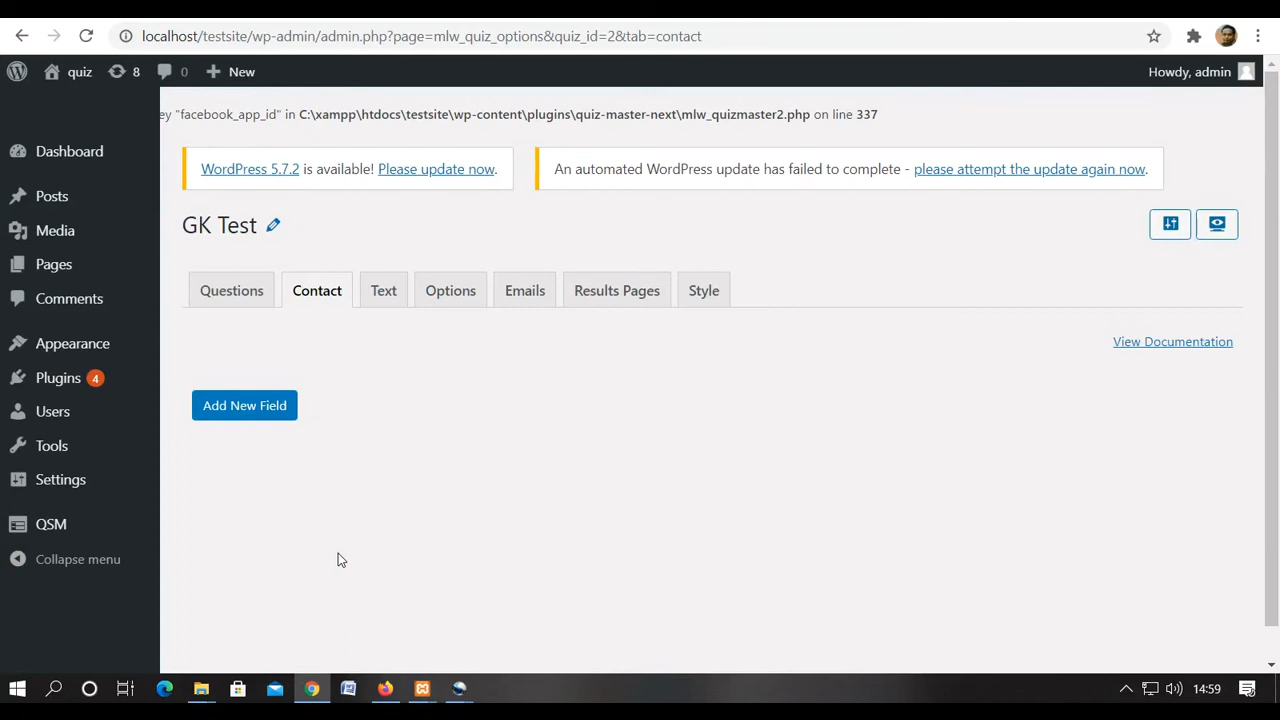 localhost/testsite/wp-admin/admin.php?page=mlw_quiz_options&quiz_id=2&tab=contact
quiz 8 0 New Howdy, admin
ey "facebook_app_id" in C:\xampp\htdocs\testsite\wp-content\plugins\quiz-master-next\mlw_quizmaster2.php on line 337
Dashboard
Posts
Media
Pages
Comments
Appearance
Plugins 4
Users
Tools
Settings
QSM
Collapse menu
WordPress 5.7.2 is available! Please update now.
An automated WordPress update has failed to complete - please attempt the update again now.
GK Test
Questions Contact Text Options Emails Results Pages Style
View Documentation
Add New Field
14:59